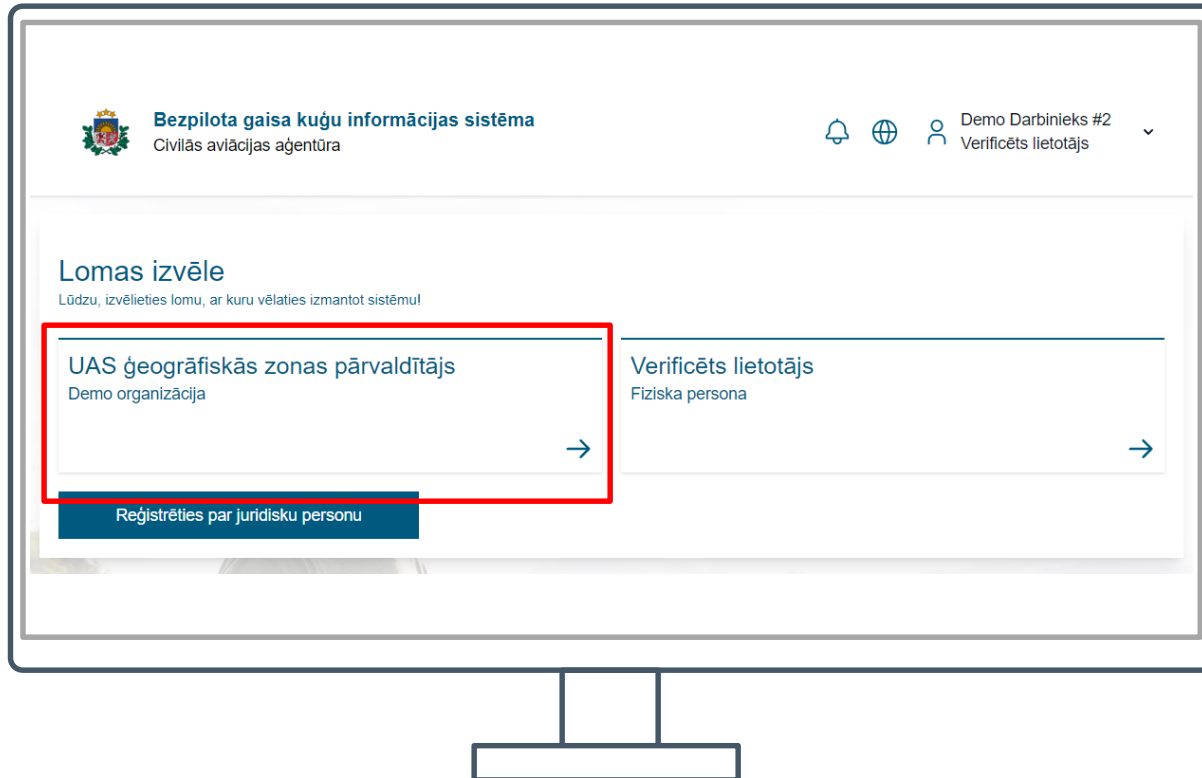 Bezpilota gaisa kuģu informācijas sistēma
Civilās aviācijas aģentūra
Demo Darbinieks #2
Verificēts lietotājs
Lomas izvēle
Lūdzu, izvēlieties lomu, ar kuru vēlaties izmantot sistēmu!
UAS ģeogrāfiskās zonas pārvaldītājs
Demo organizācija
Verificēts lietotājs
Fiziska persona
Reģistrēties par juridisku personu